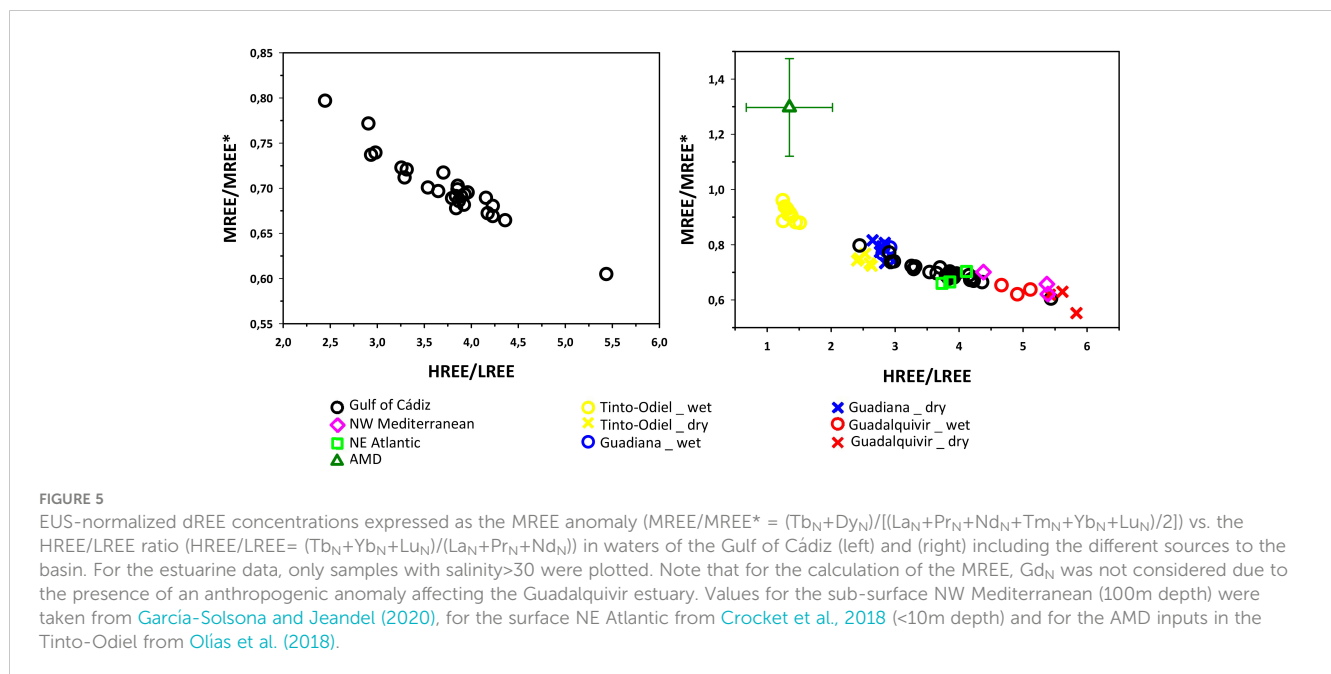 0,85
0,80
0,75
0,70
0,65
0,60
0,55
MREE/MREE*
2,0 2,5 3,0 3,5 4,0 4,5 5,0 5,5 6,0
HREE/LREE
1,4
1,2
1,0
0,8
0,6
MREE/MREE*
1 2 3 4 5 6
HREE/LREE
Gulf of Cádiz
NW Mediterranean
NE Atlantic
AMD
Tinto-Odiel _ wet
Tinto-Odiel _ dry
Guadiana _ wet
Guadiana _ dry
Guadalquivir _ wet
Guadalquivir _ dry
FIGURE 5
EUS-normalized dREE concentrations expressed as the MREE anomaly (MREE/MREE* = (TbN+DyN)/[(LaN+PrN+NdN+TmN+YbN+LuN)/2]) vs. the
HREE/LREE ratio (HREE/LREE= (TbN+YbN+LuN)/(LaN+PrN+NdN)) in waters of the Gulf of Cádiz (left) and (right) including the different sources to the
basin. For the estuarine data, only samples with salinity>30 were plotted. Note that for the calculation of the MREE, GdN was not considered due to
the presence of an anthropogenic anomaly affecting the Guadalquivir estuary. Values for the sub-surface NW Mediterranean (100m depth) were
taken from García-Solsona and Jeandel (2020), for the surface NE Atlantic from Crocket et al., 2018 (<10m depth) and for the AMD inputs in the
Tinto-Odiel from Olías et al. (2018).